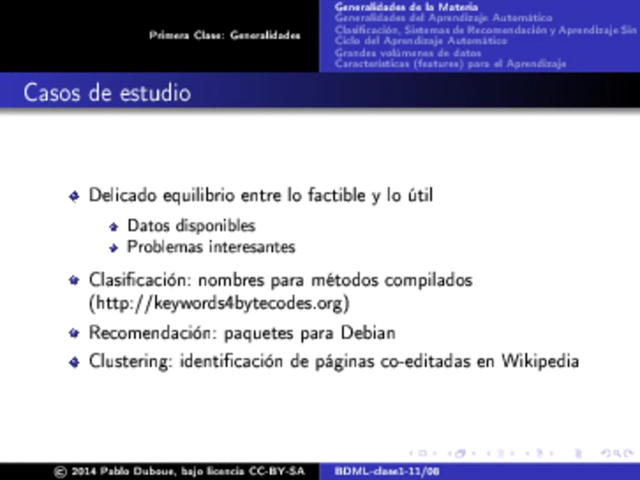 Primera Clase: Generalidades
Generalidades de la Materia
Generalidades del Aprendizaje Automático
Clasificación, Sistemas de Recomendación y Aprendizaje Sin
Ciclo del Aprendizaje Automático
Grandes volúmenes de datos
Características (features) para el Aprendizaje
Casos de estudio
Delicado equilibrio entre lo factible y lo útil
Datos disponibles
Problemas interesantes
Clasificación: nombres para métodos compilados
(http://keywords4bytecodes.org)
Recomendación: paquetes para Debian
Clustering: identificación de páginas co-editadas en Wikipedia
© 2014 Pablo Duboue, bajo licencia CC-BY-SA
BDML-clase1-11/08